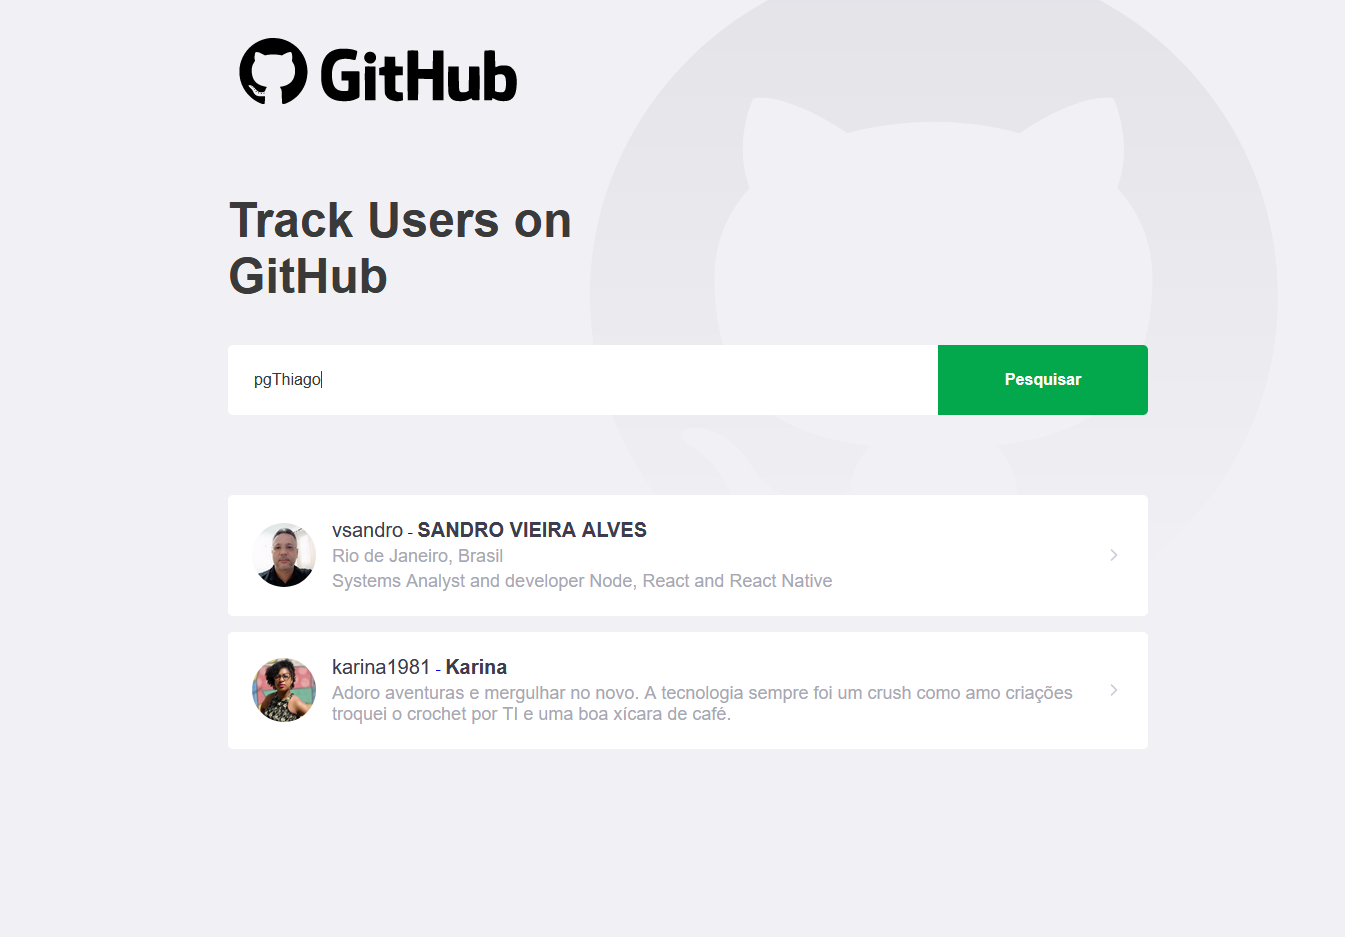 GitHub
Track Users on
GitHub
pgThiago
Pesquisar
vsandro - SANDRO VIEIRA ALVES
Rio de Janeiro, Brasil
Systems Analyst and developer Node, React and React Native
karina1981 - Karina
Adoro aventuras e mergulhar no novo. A tecnologia sempre foi um crush como amo criações
troquei o crochet por TI e uma boa xícara de café.